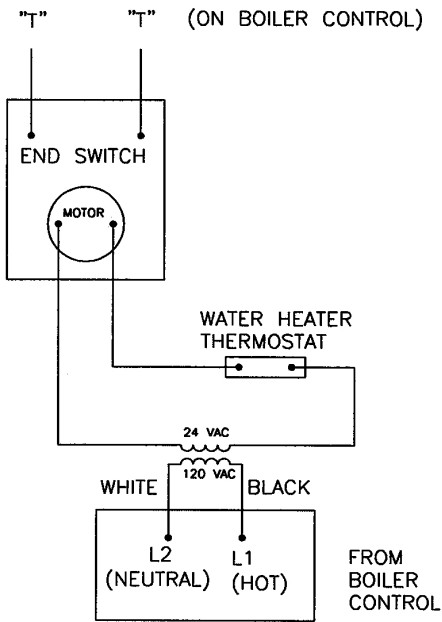 "T" "T" (ON BOILER CONTROL)
END SWITCH
MOTOR
WATER HEATER
THERMOSTAT
24 VAC
120 VAC
WHITE BLACK
L2 L1
(NEUTRAL) (HOT)
FROM
BOILER
CONTROL